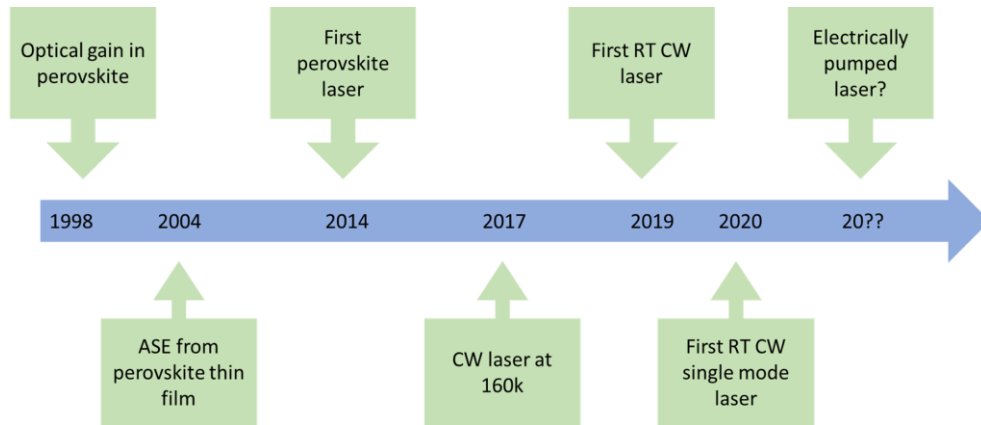 Optical gain in
perovskite
First
perovskite
laser
First RT CW
laser
Electrically
pumped
laser?
1998
2004
2014
2017
2019
2020
20??
ASE from
perovskite thin
film
CW laser at
160k
First RT CW
single mode
laser